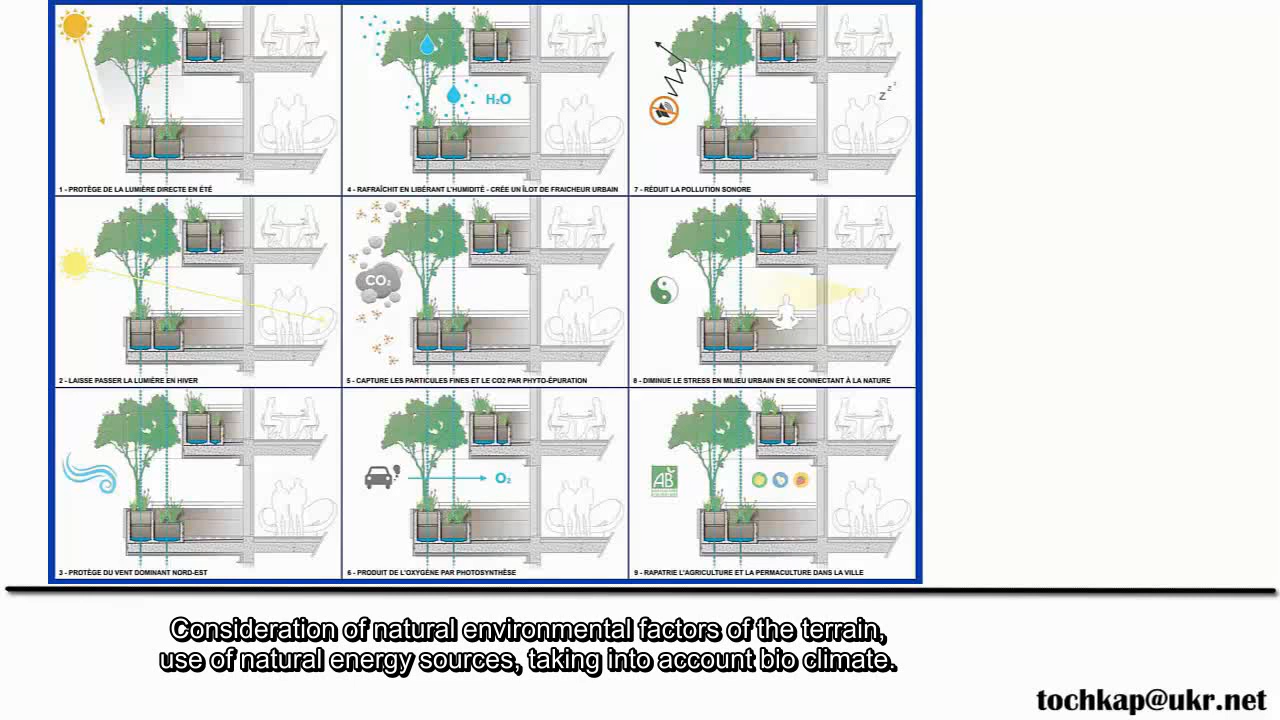 1 - PROTÈGE DE LA LUMIÈRE DIRECTE EN ÉTÉ
H₂O
4 - RAFRAÎCHIT EN LIBÉRANT L'HUMIDITÉ - CRÉE UN ÎLOT DE FRAICHEUR URBAIN
z z z
7 - RÉDUIT LA POLLUTION SONORE
2 - LAISSE PASSER LA LUMIÈRE EN HIVER
CO₂
5 - CAPTURE LES PARTICULES FINES ET LE CO2 PAR PHYTO-ÉPURATION
8 - DIMINUE LE STRESS EN MILIEU URBAIN EN SE CONNECTANT À LA NATURE
3 - PROTÈGE DU VENT DOMINANT NORD-EST
O₂
6 - PRODUIT DE L'OXYGÈNE PAR PHOTOSYNTHÈSE
AB
9 - RAPATRIE L'AGRICULTURE ET LA PERMACULTURE DANS LA VILLE
Consideration of natural environmental factors of the terrain,
use of natural energy sources, taking into account bio climate.
tochkap@ukr.net